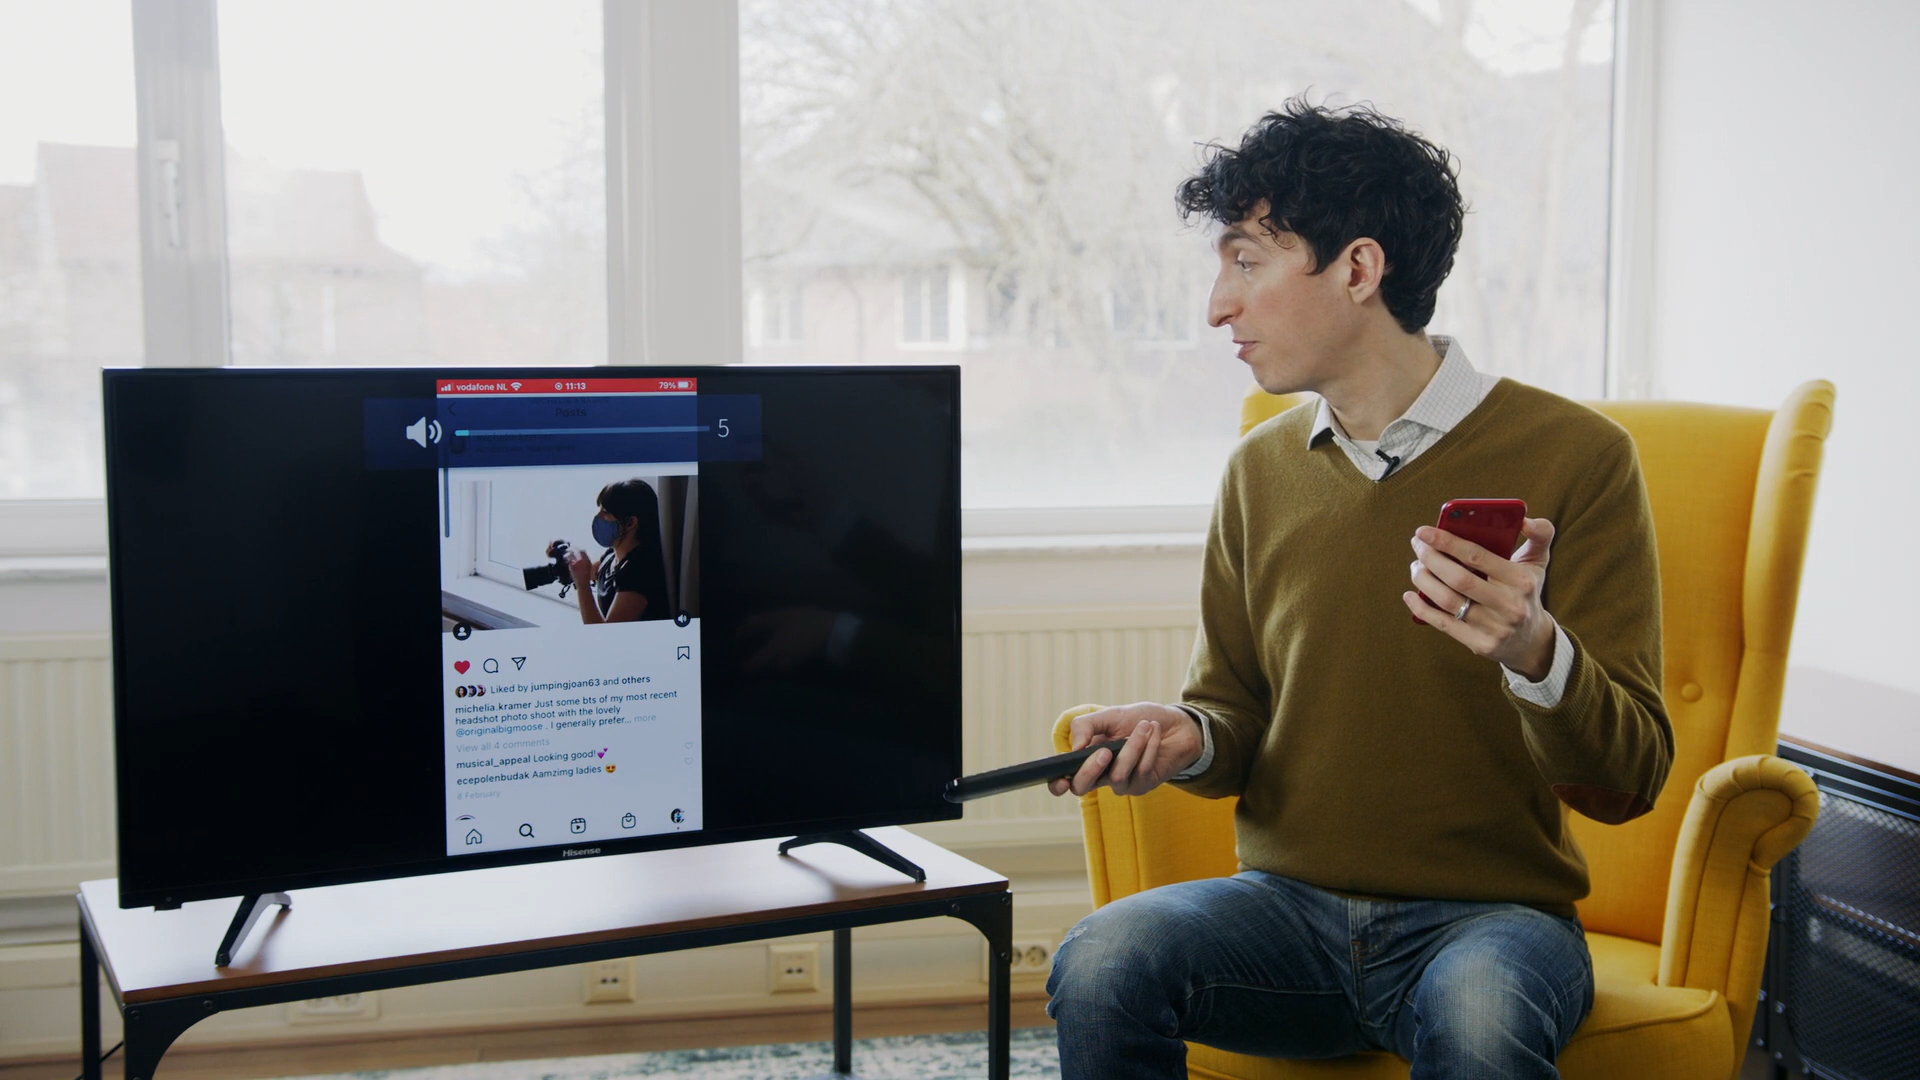 vodafone NL 11:13 79%
Posts
5
Liked by jumpingjoan63 and others
michelia.kramer Just some bts of my most recent
headshot photo shoot with the lovely
@originalbigmoose . I generally prefer... more
View all 4 comments
musical_appeal Looking good!💕
ecepolenbudak Aamzimg ladies 😍
8 February
Hisense